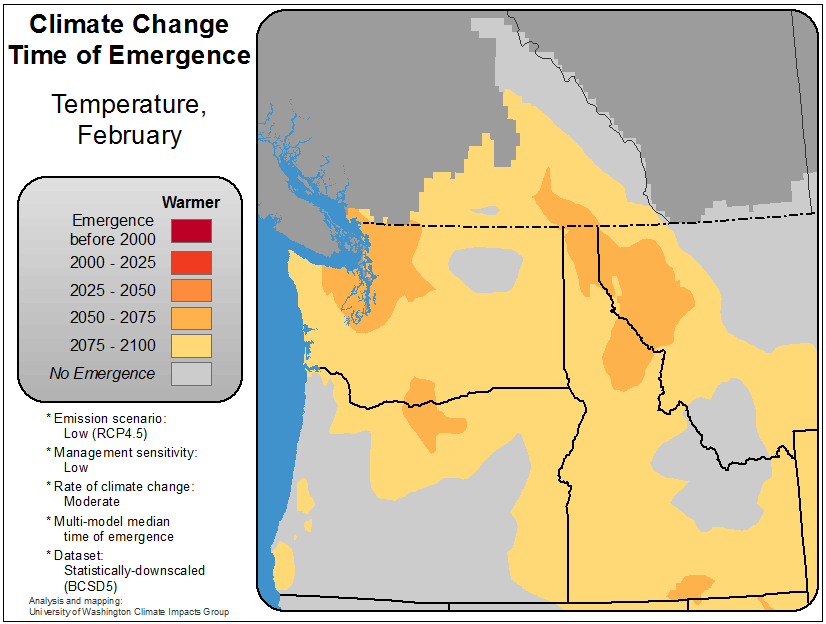 Climate Change
Time of Emergence
Temperature,
February
Warmer
Emergence
before 2000
2000 - 2025
2025 - 2050
2050 - 2075
2075 - 2100
No Emergence
* Emission scenario:
Low (RCP4.5)
* Management sensitivity:
Low
* Rate of climate change:
Moderate
* Multi-model median
time of emergence
* Dataset:
Statistically-downscaled
(BCSD5)
Analysis and mapping:
University of Washington Climate Impacts Group